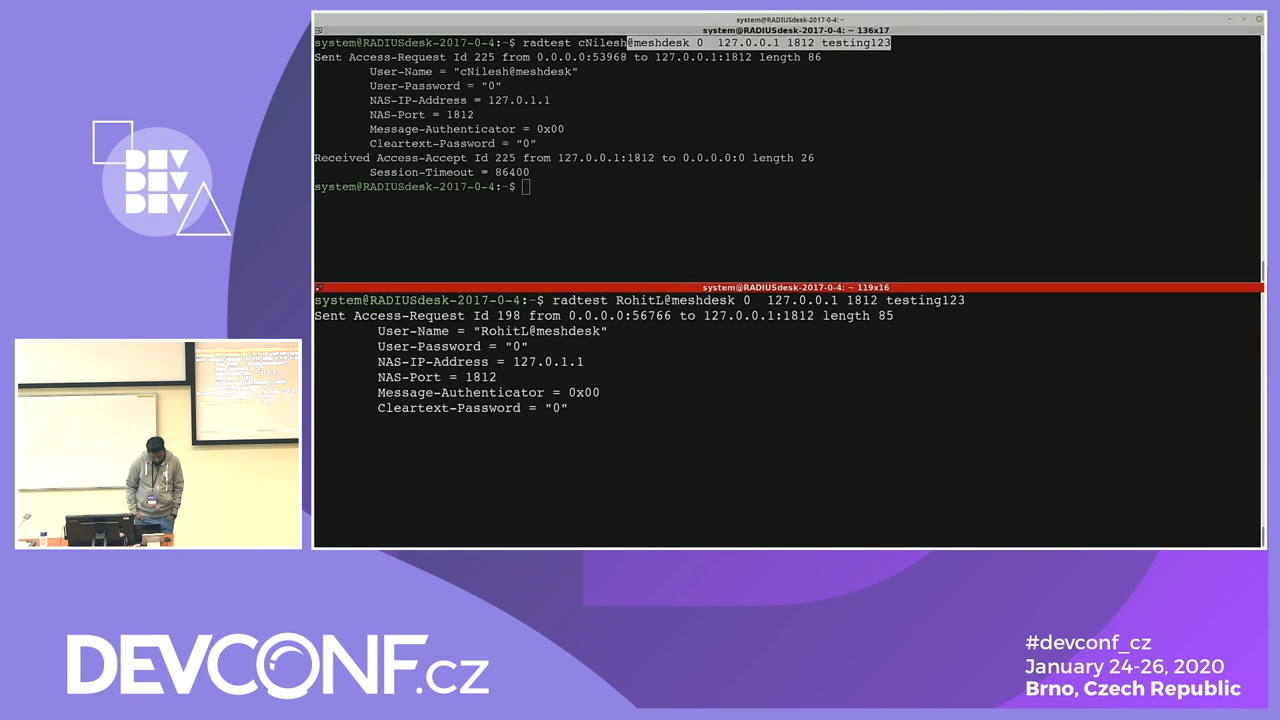 DEV
DEV
DEV
system@RADIUSdesk-2017-0-4: ~
system@RADIUSdesk-2017-0-4: ~ 136x17
system@RADIUSdesk-2017-0-4:~$ radtest cNilesh@meshdesk 0  127.0.0.1 1812 testing123
Sent Access-Request Id 225 from 0.0.0.0:53968 to 127.0.0.1:1812 length 86
User-Name = "cNilesh@meshdesk"
User-Password = "0"
NAS-IP-Address = 127.0.1.1
NAS-Port = 1812
Message-Authenticator = 0x00
Cleartext-Password = "0"
Received Access-Accept Id 225 from 127.0.0.1:1812 to 0.0.0.0:0 length 26
Session-Timeout = 86400
system@RADIUSdesk-2017-0-4:~$
system@RADIUSdesk-2017-0-4: ~ 119x16
system@RADIUSdesk-2017-0-4:~$ radtest RohitL@meshdesk 0  127.0.0.1 1812 testing123
Sent Access-Request Id 198 from 0.0.0.0:56766 to 127.0.0.1:1812 length 85
User-Name = "RohitL@meshdesk"
User-Password = "0"
NAS-IP-Address = 127.0.1.1
NAS-Port = 1812
Message-Authenticator = 0x00
Cleartext-Password = "0"
DEVCONF.cz
#devconf_cz
January 24-26, 2020
Brno, Czech Republic